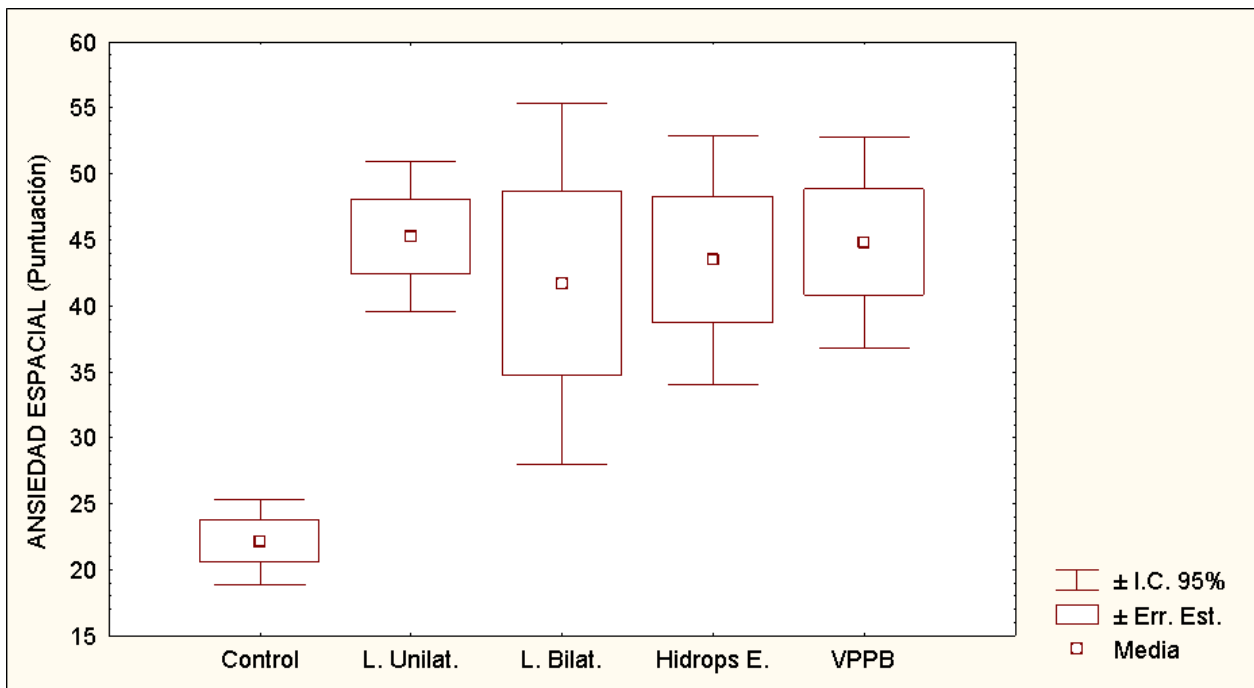 ANSIEDAD ESPACIAL (Puntuación)
60
55
50
45
40
35
30
25
20
15
Control L. Unilat. L. Bilat. Hidrops E. VPPB
± I.C. 95%
± Err. Est.
Media